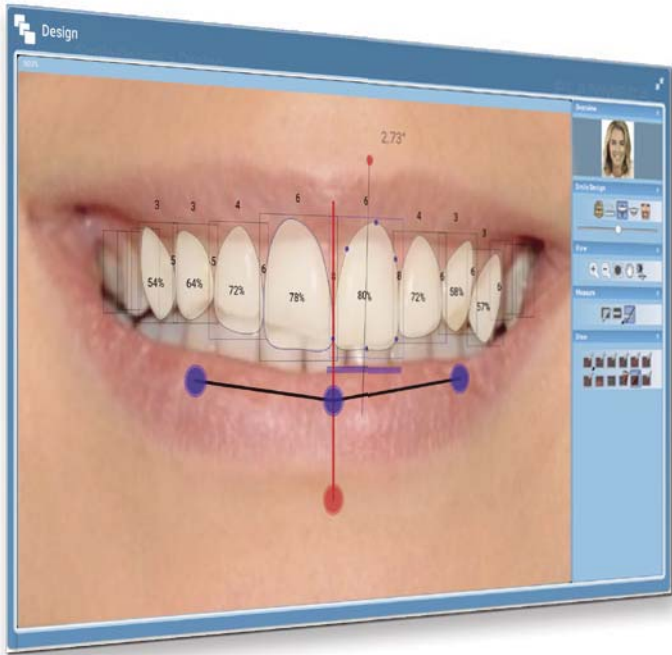 Design
Overview
2.73°
Smile Design
6 6
3 3 4 4 3 3
View
5 5 6 8 8 6 6 6
54% 64% 72% 78% 80% 72% 58% 57%
Measure